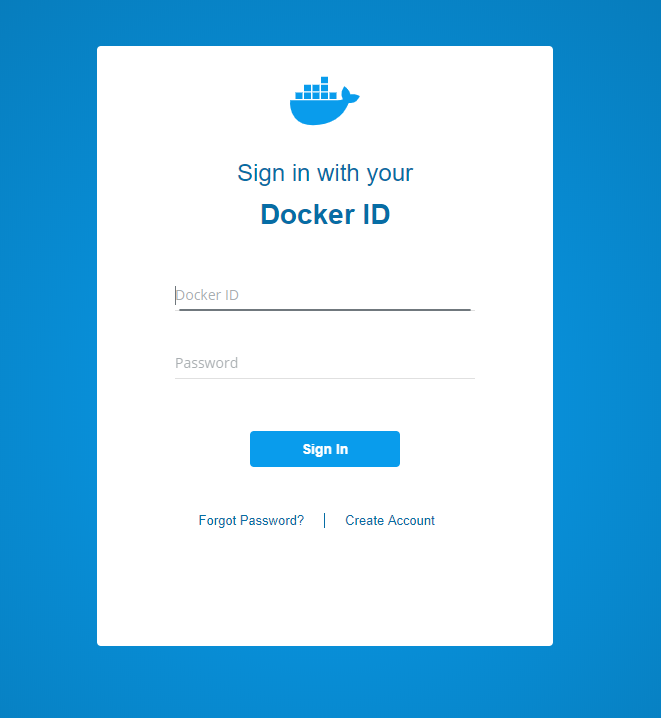 Sign in with your
Docker ID
Docker ID
Password
Sign In
Forgot Password? | Create Account